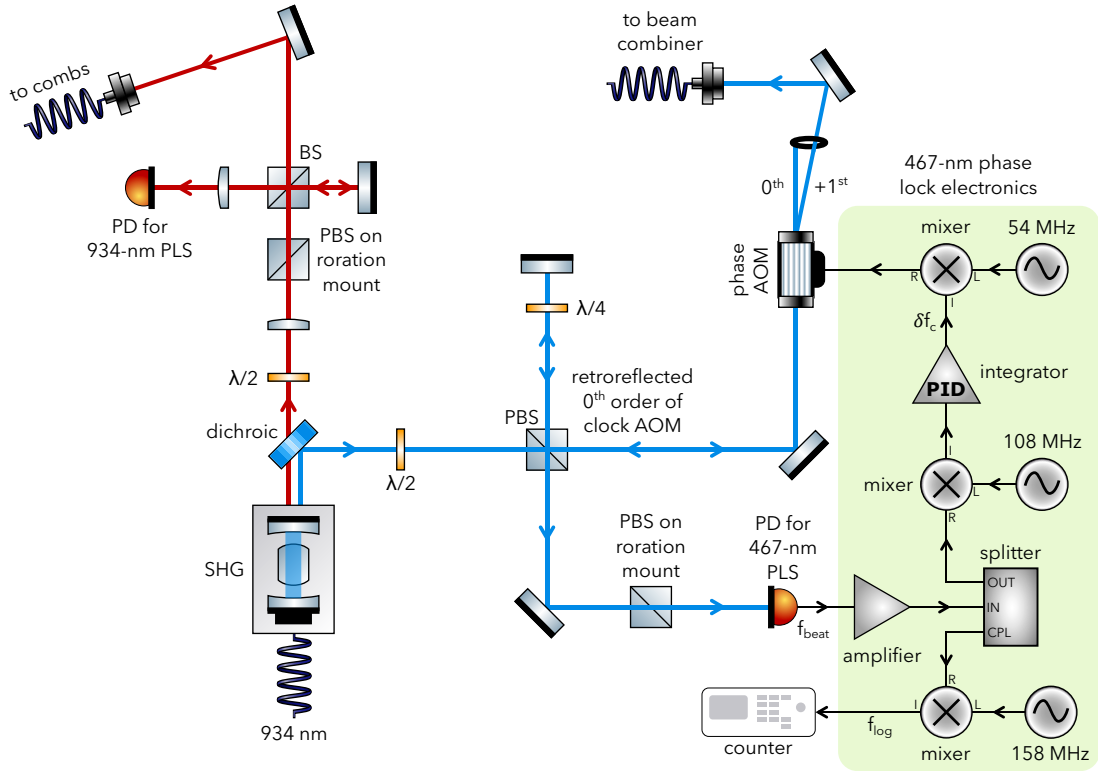 to combs
to beam
combiner
BS
PD for
934-nm PLS
PBS on
roration
mount
0th
+1st
467-nm phase
lock electronics
mixer
54 MHz
R
L
I
phase
AOM
δfc
PID
integrator
λ/4
λ/2
dichroic
retroreflected
0th order of
clock AOM
PBS
λ/2
108 MHz
mixer
I
L
R
SHG
PBS on
roration
mount
PD for
467-nm
PLS
splitter
OUT
IN
CPL
fbeat
amplifier
R
I
L
flog
counter
mixer
158 MHz
934 nm